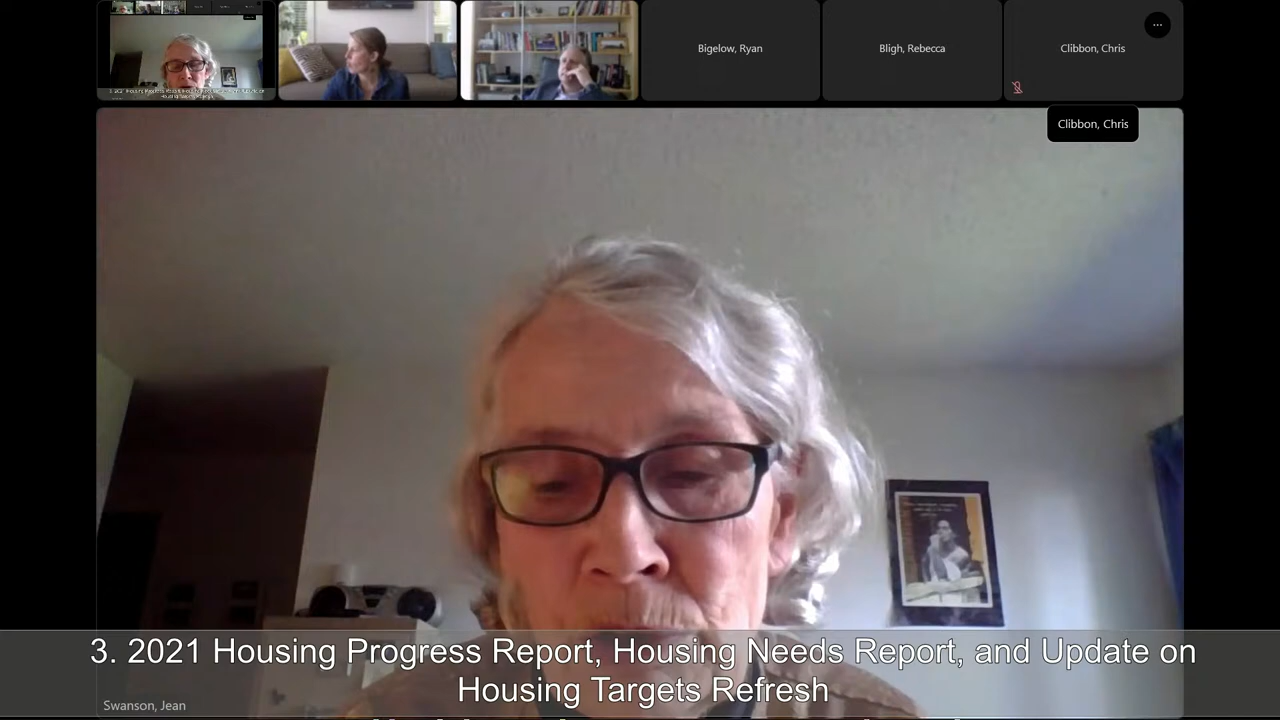 Bigelow, Ryan
Bligh, Rebecca
Clibbon, Chris
Clibbon, Chris
3. 2021 Housing Progress Report, Housing Needs Report, and Update on
Housing Targets Refresh
Swanson, Jean